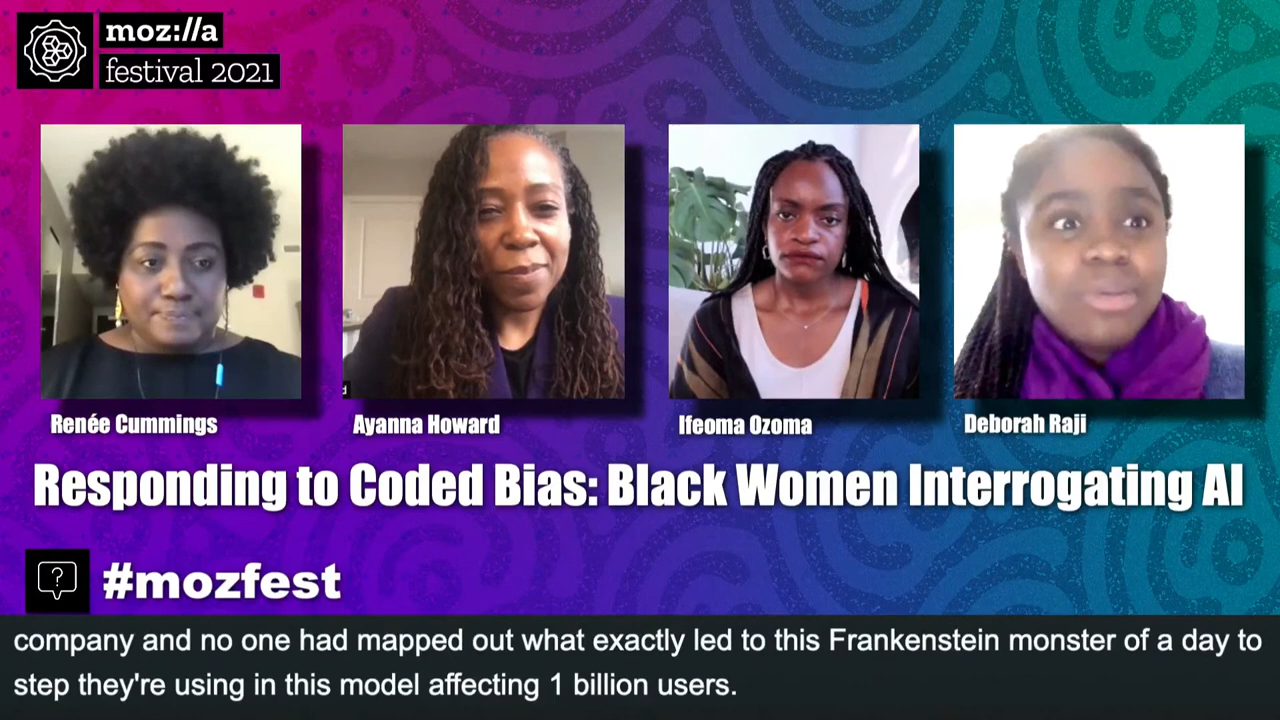 moz://a
festival 2021
Renée Cummings
Ayanna Howard
Ifeoma Ozoma
Deborah Raji
Responding to Coded Bias: Black Women Interrogating AI
?
#mozfest
company and no one had mapped out what exactly led to this Frankenstein monster of a day to
step they're using in this model affecting 1 billion users.